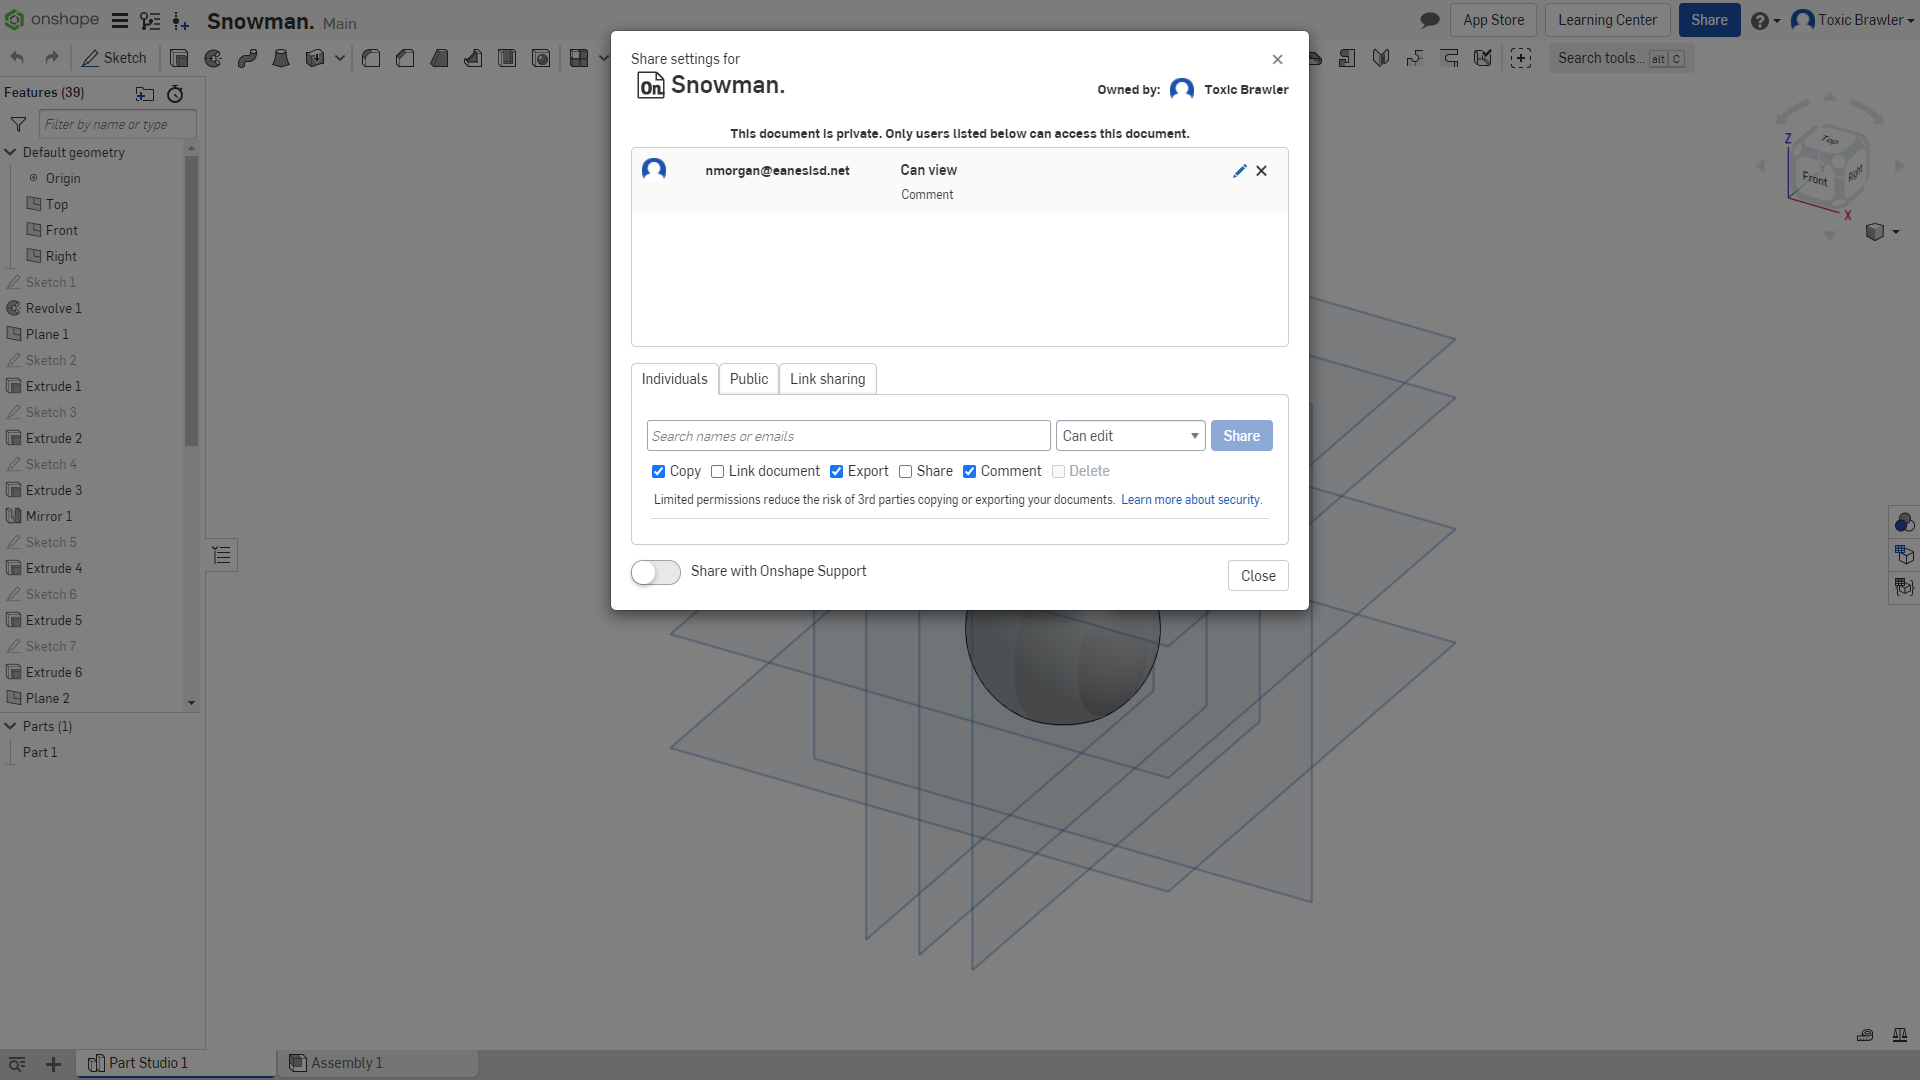 onshape Snowman. Main App Store Learning Center Share Toxic Brawler
Sketch Search tools... alt C
Features (39)
Filter by name or type
Default geometry
Origin
Top
Front
Right
Sketch 1
Revolve 1
Plane 1
Sketch 2
Extrude 1
Sketch 3
Extrude 2
Sketch 4
Extrude 3
Mirror 1
Sketch 5
Extrude 4
Sketch 6
Extrude 5
Sketch 7
Extrude 6
Plane 2
Parts (1)
Part 1
Share settings for
On Snowman.
Owned by: Toxic Brawler
This document is private. Only users listed below can access this document.
nmorgan@eaneslsd.net Can view
Comment
Individuals Public Link sharing
Search names or emails Can edit Share
Copy Link document Export Share Comment Delete
Limited permissions reduce the risk of 3rd parties copying or exporting your documents. Learn more about security.
Share with Onshape Support
Close
Z
Top
Y
Front
Right
X
Part Studio 1 Assembly 1